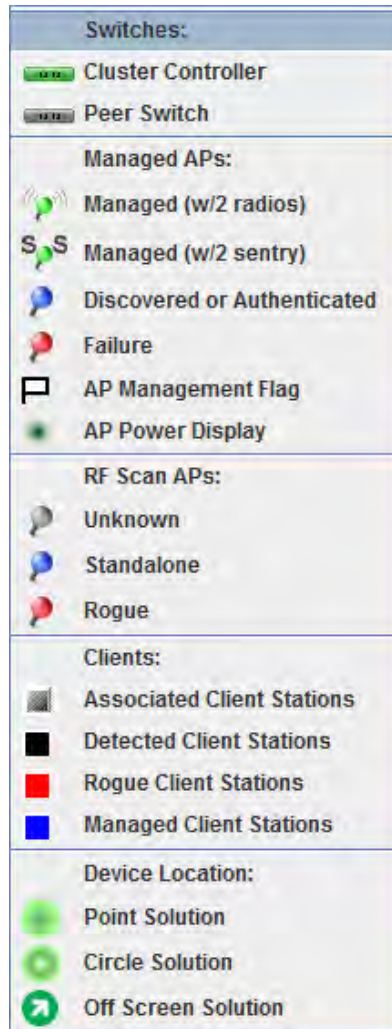 Switches:
Cluster Controller
Peer Switch
Managed APs:
Managed (w/2 radios)
S S Managed (w/2 sentry)
Discovered or Authenticated
Failure
AP Management Flag
AP Power Display
RF Scan APs:
Unknown
Standalone
Rogue
Clients:
Associated Client Stations
Detected Client Stations
Rogue Client Stations
Managed Client Stations
Device Location:
Point Solution
Circle Solution
Off Screen Solution